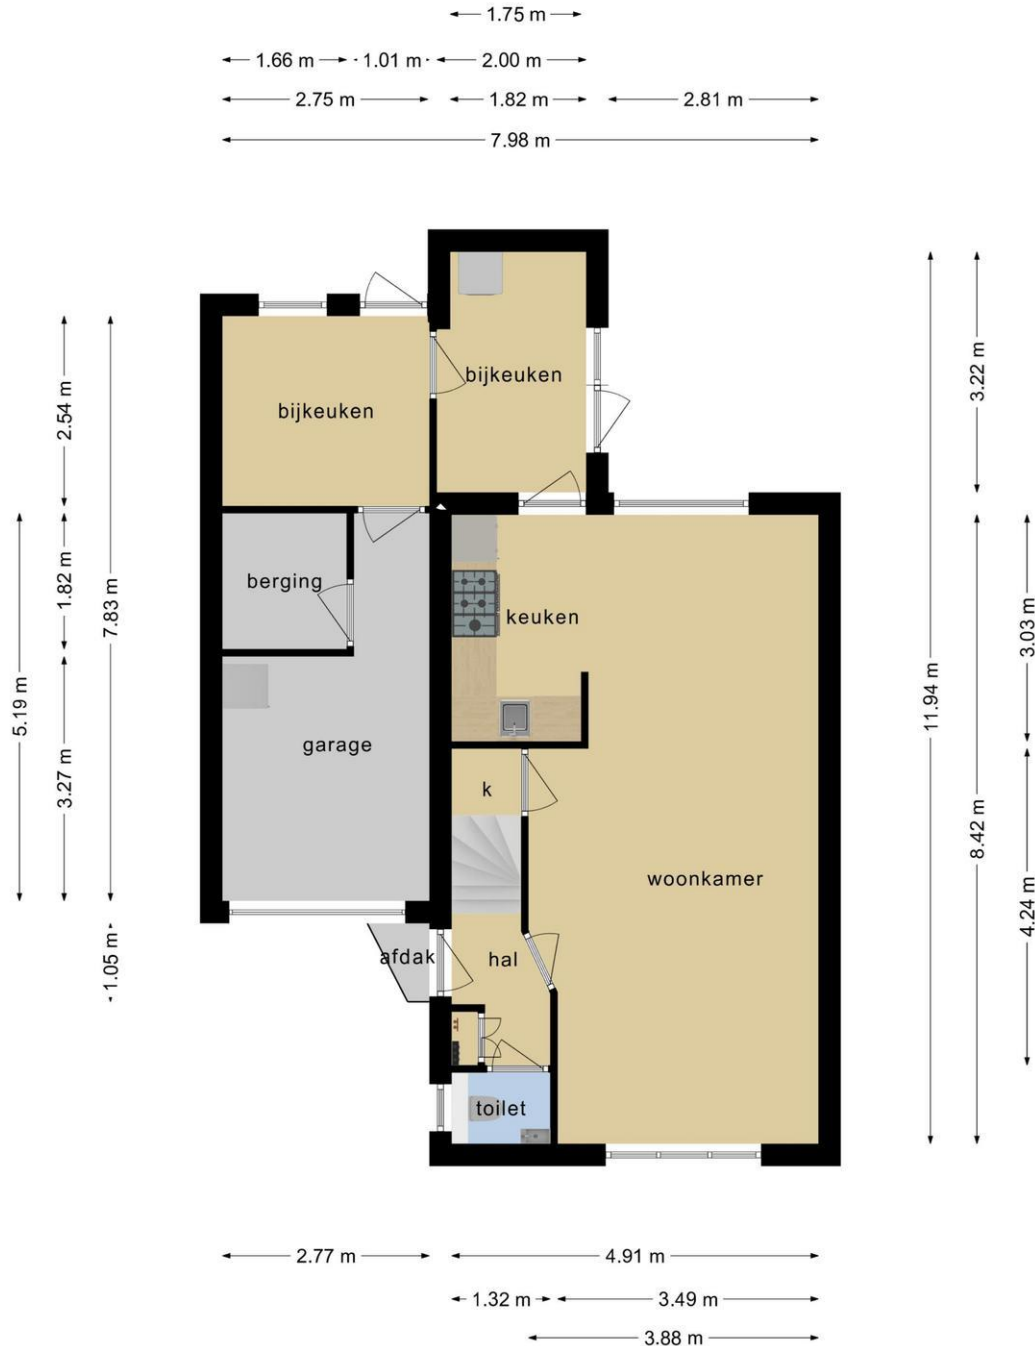 1.75 m
1.66 m 1.01 m 2.00 m
2.75 m 1.82 m 2.81 m
7.98 m
bijkeuken
bijkeuken
berging
keuken
garage
k
woonkamer
afdak
hal
toilet
2.54 m
1.82 m
3.27 m
5.19 m
7.83 m
1.05 m
3.22 m
11.94 m
3.03 m
8.42 m
4.24 m
2.77 m 4.91 m
1.32 m 3.49 m
3.88 m